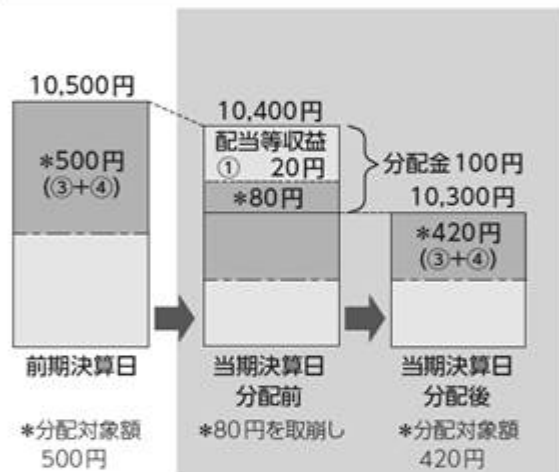 10,500円
*500円
(③+④)
前期決算日
*分配対象額
500円
10,400円
配当等収益
① 20円
*80円
分配金100円
当期決算日
分配前
*80円を取崩し
10,300円
*420円
(③+④)
当期決算日
分配後
*分配対象額
420円